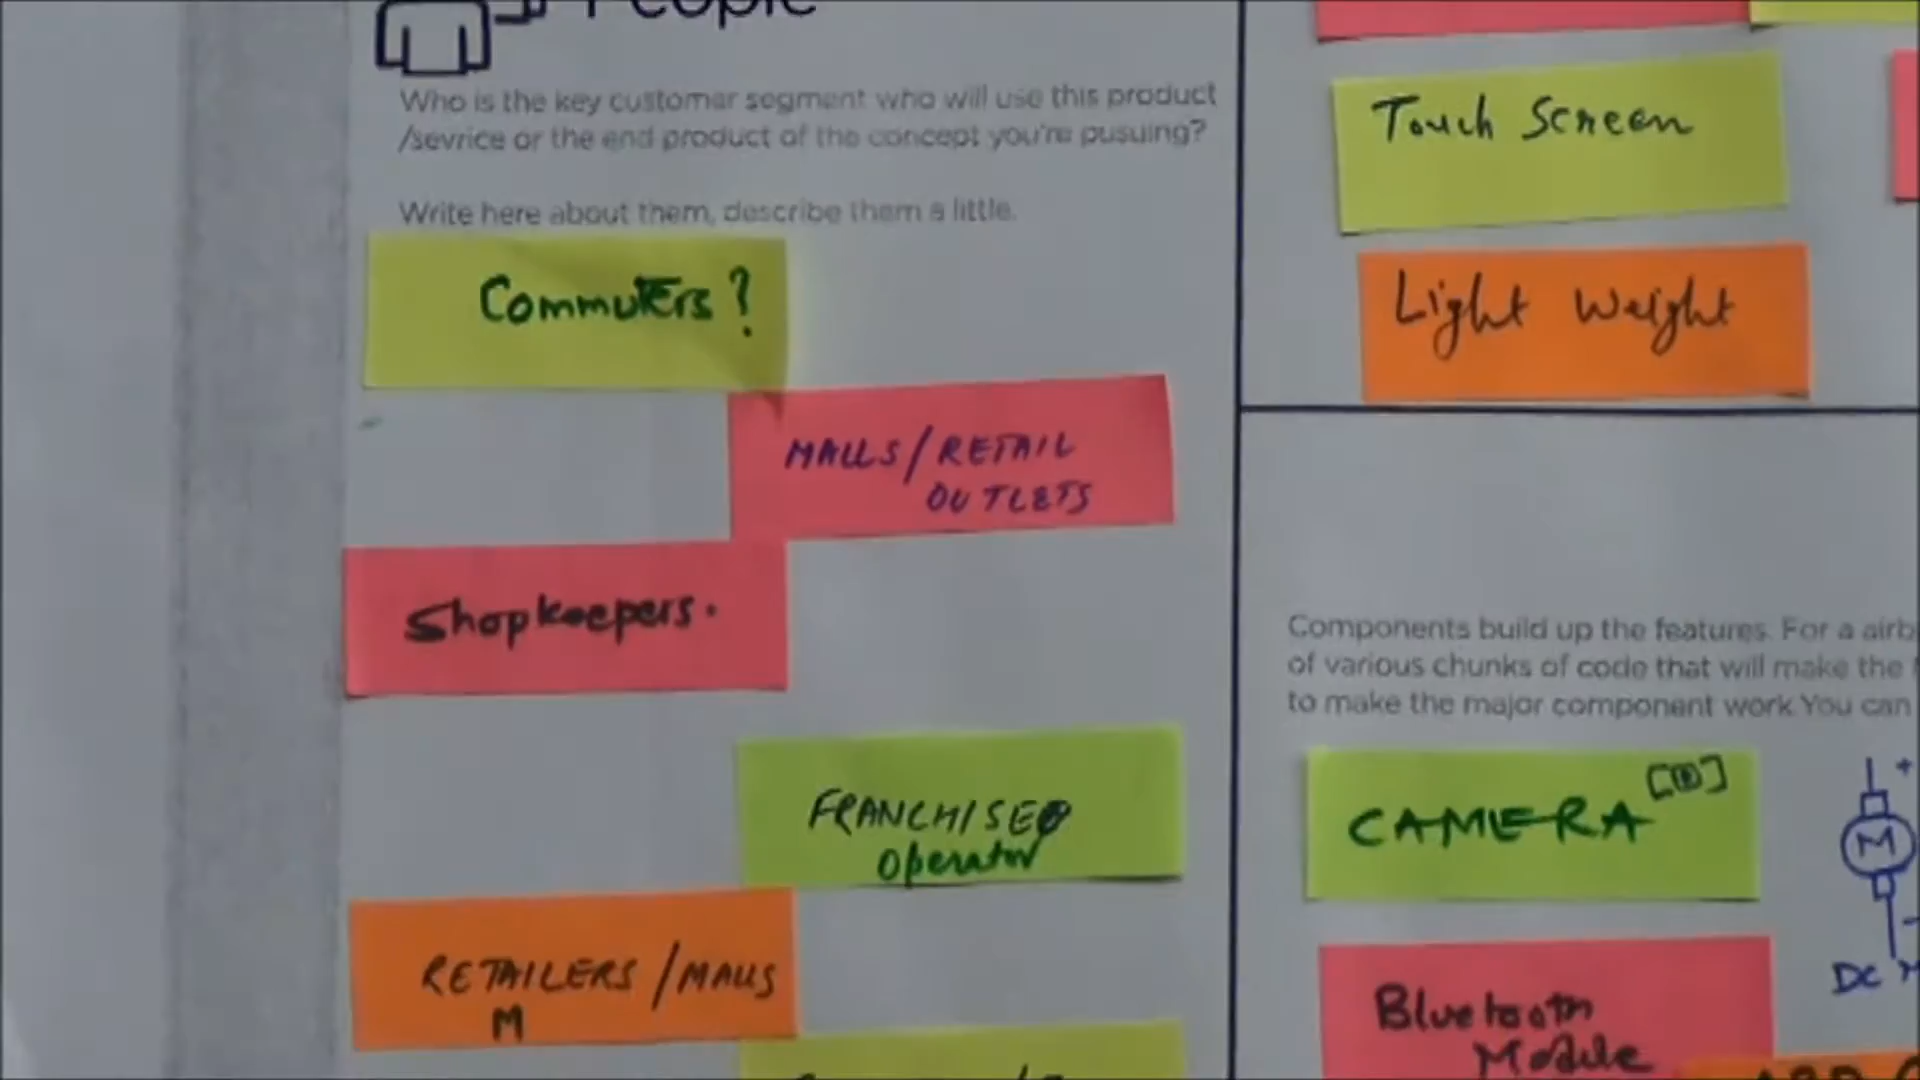 People
Who is the key customer segment who will use this product
/sevrice or the end product of the concept you're pusuing?
Write here about them, describe them a little.
Commuters?
MALLS/RETAIL
OUTLETS
Shopkeepers.
FRANCHISE
Operator
RETAILERS/MALLS
M
Touch Screen
Light Weight
Components build up the features. For a airb
of various chunks of code that will make the
to make the major component work. You can
CAMERA
M
+
-
DC M
Bluetooth
Module